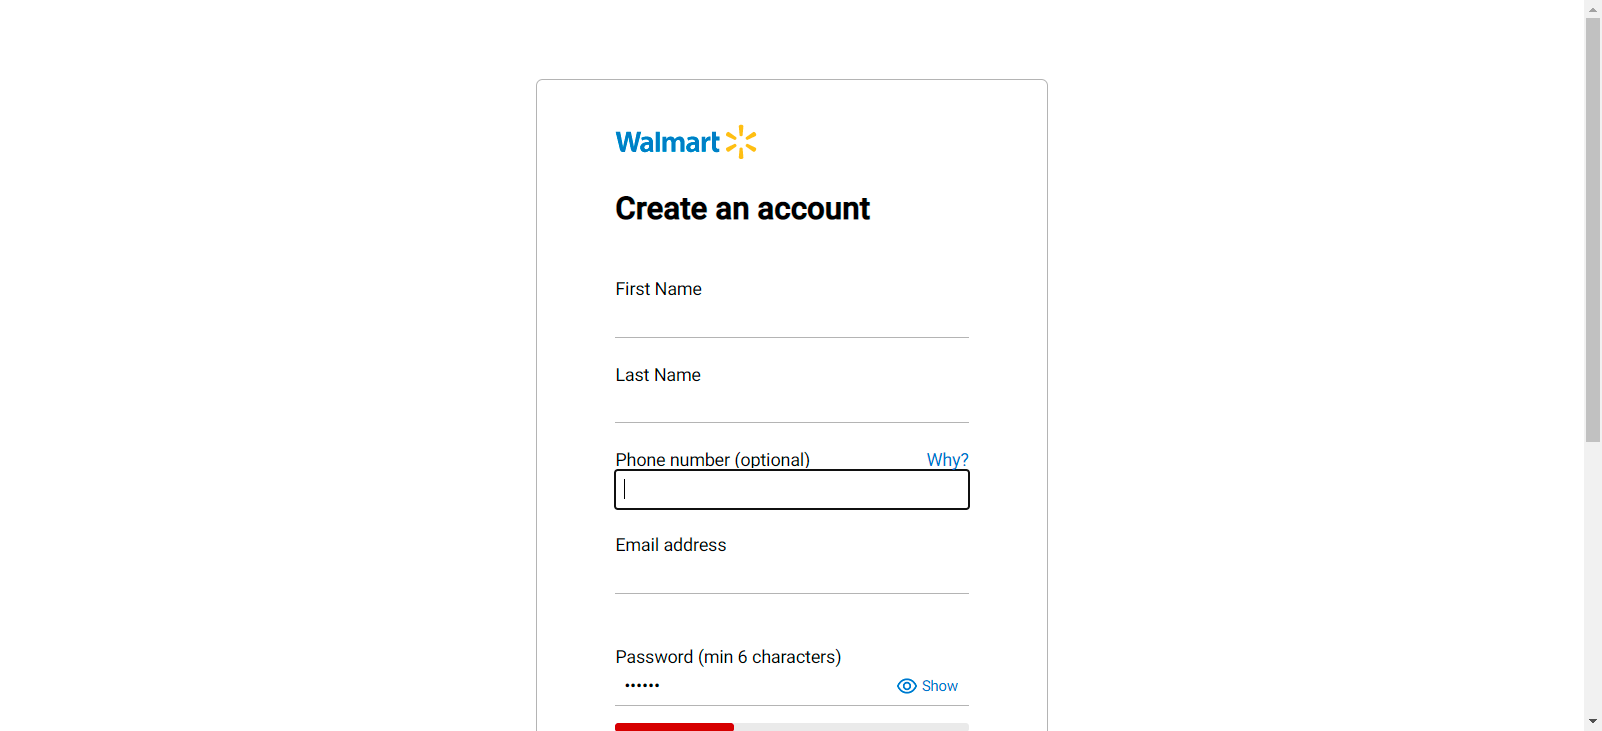 Walmart
Create an account
First Name
Last Name
Phone number (optional) Why?
Email address
Password (min 6 characters)
•••••• Show